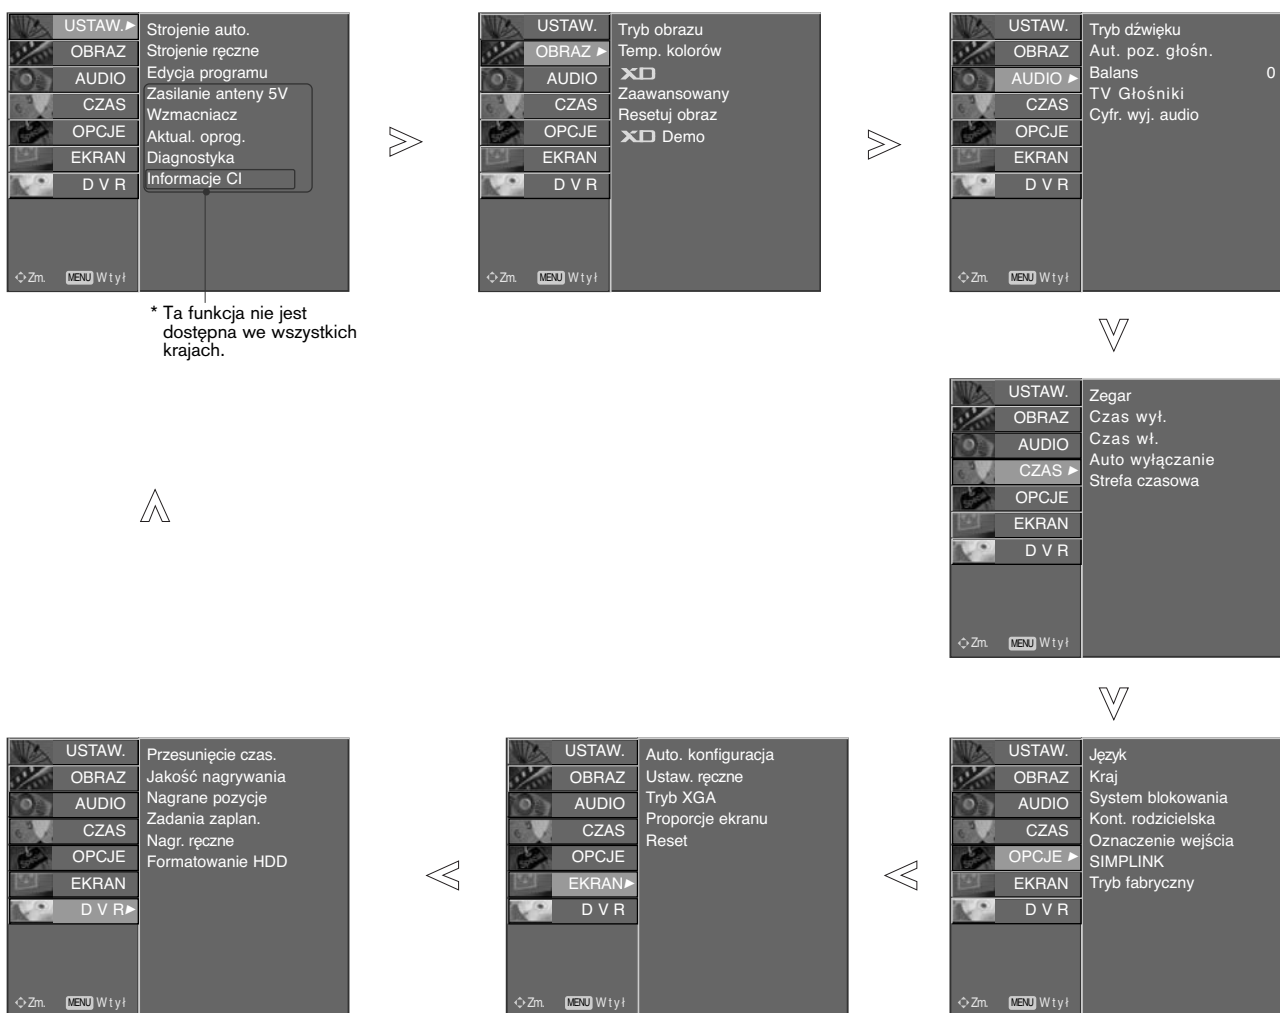 USTAW.
OBRAZ
AUDIO
CZAS
OPCJE
EKRAN
D V R
Zm. MENU Wtył
Strojenie auto.
Strojenie ręczne
Edycja programu
Zasilanie anteny 5V
Wzmacniacz
Aktual. oprog.
Diagnostyka
Informacje CI
* Ta funkcja nie jest
dostępna we wszystkich
krajach.
USTAW.
OBRAZ
AUDIO
CZAS
OPCJE
EKRAN
D V R
Zm. MENU Wtył
Tryb obrazu
Temp. kolorów
XD
Zaawansowany
Resetuj obraz
XD Demo
USTAW.
OBRAZ
AUDIO
CZAS
OPCJE
EKRAN
D V R
Zm. MENU Wtył
Tryb dźwięku
Aut. poz. głośn.
Balans 0
TV Głośniki
Cyfr. wyj. audio
USTAW.
OBRAZ
AUDIO
CZAS
OPCJE
EKRAN
D V R
Zm. MENU Wtył
Zegar
Czas wył.
Czas wł.
Auto wyłączanie
Strefa czasowa
USTAW.
OBRAZ
AUDIO
CZAS
OPCJE
EKRAN
D V R
Zm. MENU Wtył
Przesunięcie czas.
Jakość nagrywania
Nagrane pozycje
Zadania zaplan.
Nagr. ręczne
Formatowanie HDD
USTAW.
OBRAZ
AUDIO
CZAS
OPCJE
EKRAN
D V R
Zm. MENU Wtył
Auto. konfiguracja
Ustaw. ręczne
Tryb XGA
Proporcje ekranu
Reset
USTAW.
OBRAZ
AUDIO
CZAS
OPCJE
EKRAN
D V R
Zm. MENU Wtył
Język
Kraj
System blokowania
Kont. rodzicielska
Oznaczenie wejścia
SIMPLINK
Tryb fabryczny